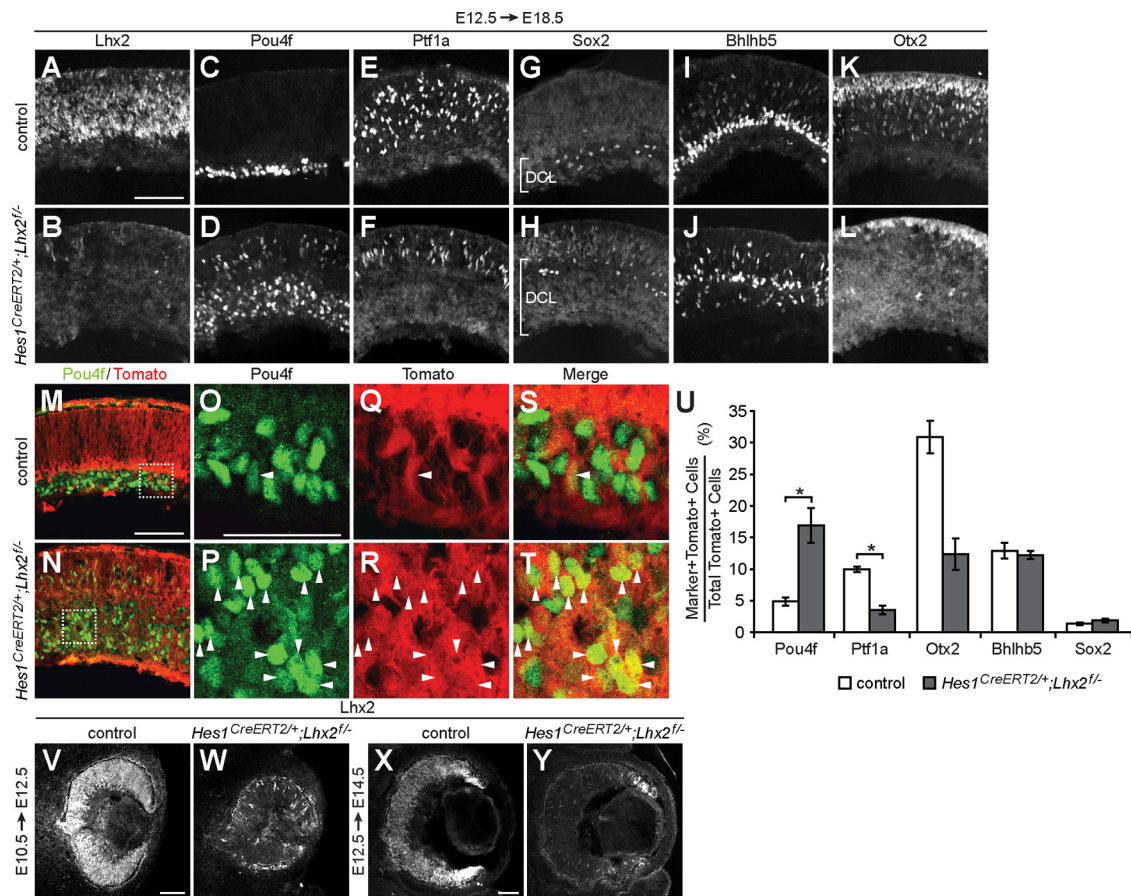 E12.5 → E18.5
Lhx2 Pou4f Ptf1a Sox2 Bhlhb5 Otx2
control
A C E G I K
DCL
Hes1CreERT2/+;Lhx2f/-
B D F H J L
DCL
Pou4f/Tomato Pou4f Tomato Merge
control
M O Q S
Hes1CreERT2/+;Lhx2f/-
N P R T
U
Marker+Tomato+ Cells
Total Tomato+ Cells
(%)
35
30
25
20
15
10
5
0
* *
Pou4f Ptf1a Otx2 Bhlhb5 Sox2
control Hes1CreERT2/+;Lhx2f/-
Lhx2
control Hes1CreERT2/+;Lhx2f/- control Hes1CreERT2/+;Lhx2f/-
E10.5 → E12.5
V W
E12.5 → E14.5
X Y